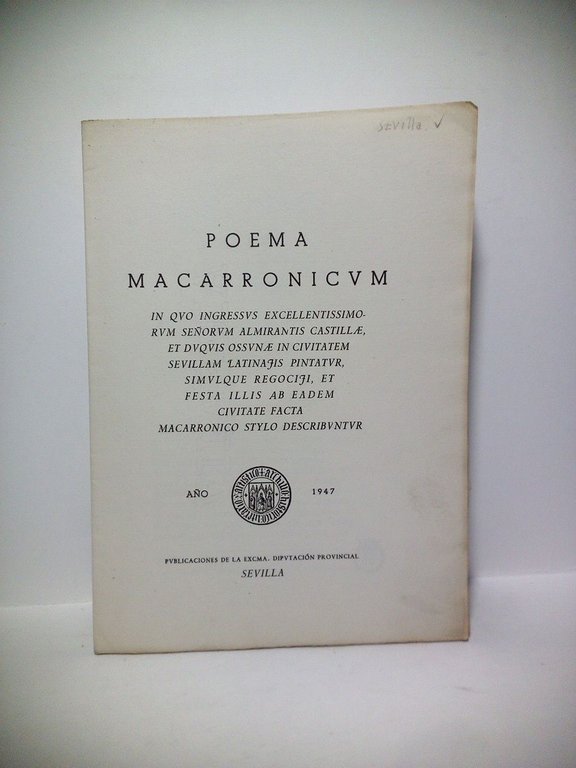 SEVIlla. ✓
POEMA
MACARRONICVM
IN QVO INGRESSVS EXCELLENTISSIMO-
RVM SEÑORVM ALMIRANTIS CASTILLÆ,
ET DVQVIS OSSVNÆ IN CIVITATEM
SEVILLAM LATINAJIS PINTATVR,
SIMVLQVE REGOCIJI, ET
FESTA ILLIS AB EADEM
CIVITATE FACTA
MACARRONICO STYLO DESCRIBVNTVR
AÑO 1947
PVBLICACIONES DE LA EXCMA. DIPVTACIÓN PROVINCIAL
SEVILLA